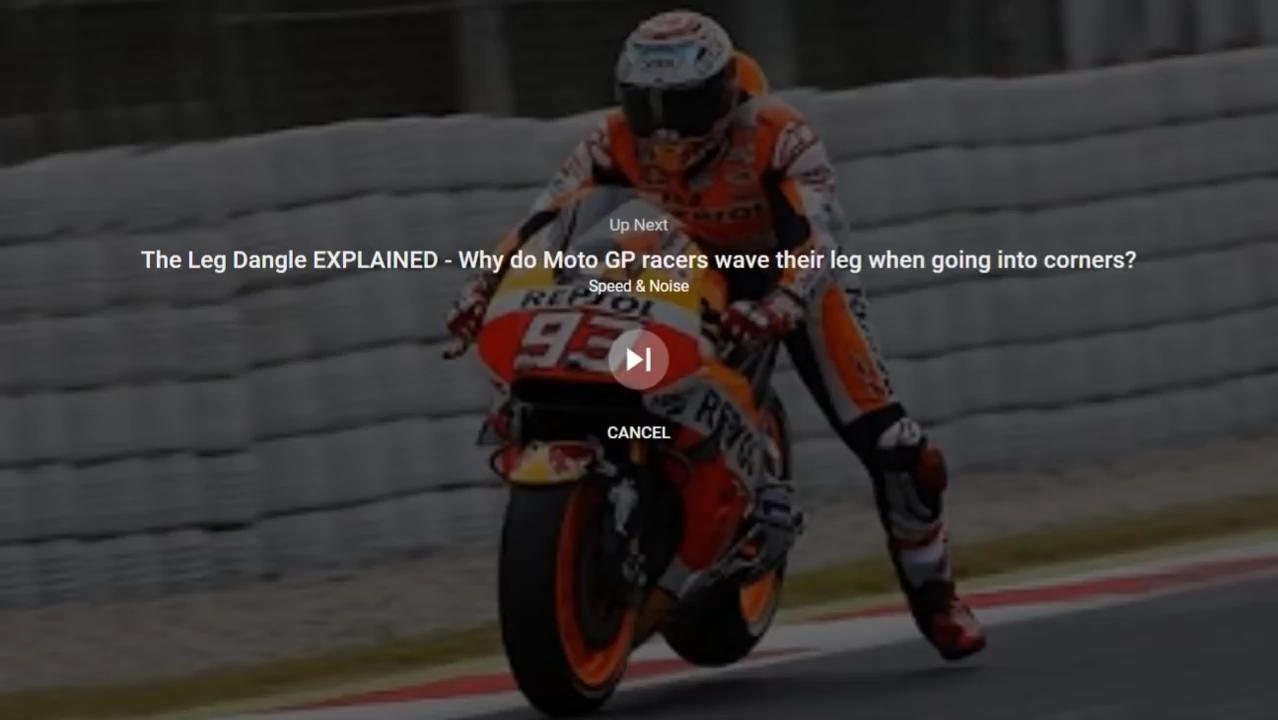 Up Next
The Leg Dangle EXPLAINED - Why do Moto GP racers wave their leg when going into corners?
Speed & Noise
REPSOL
93
CANCEL